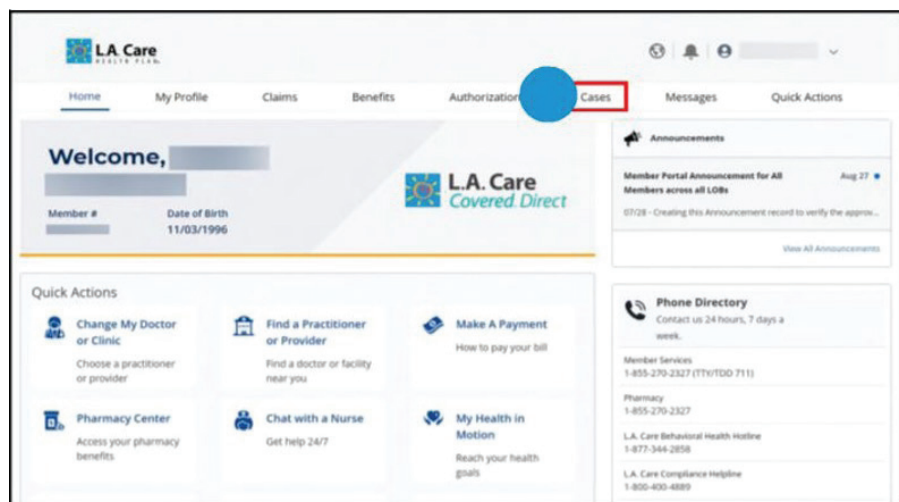 L.A. Care
HEALTH PLAN
Home My Profile Claims Benefits Authorization Cases Messages Quick Actions
Welcome,
Member # Date of Birth
11/03/1996
L.A. Care
Covered Direct
Announcements
Member Portal Announcement for All Aug 27
Members across all LOBs
07/28 - Creating this Announcement record to verify the approv...
View All Announcements
Quick Actions
Change My Doctor
or Clinic
Choose a practitioner
or provider
Find a Practitioner
or Provider
Find a doctor or facility
near you
Make A Payment
How to pay your bill
Pharmacy Center
Access your pharmacy
benefits
Chat with a Nurse
Get help 24/7
My Health in
Motion
Reach your health
goals
Phone Directory
Contact us 24 hours, 7 days a
week.
Member Services
1-855-270-2327 (TTY/TDD 711)
Pharmacy
1-855-270-2327
L.A. Care Behavioral Health Hotline
1-877-344-2858
L.A. Care Compliance Helpline
1-800-400-4889